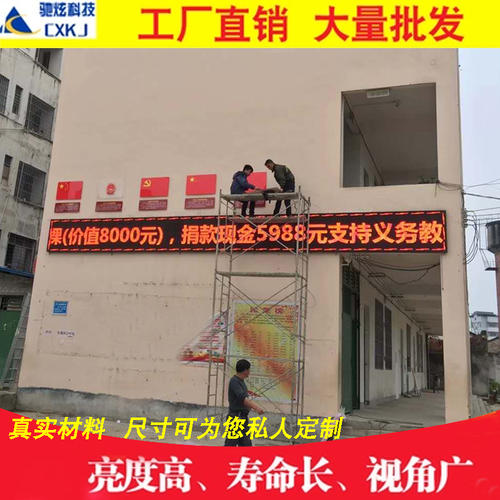 驰炫科技
CXKJ
工厂直销 大量批发
课(价值8000元)，捐款现金5988元支持义务教
真实材料 尺寸可为您私人定制
亮度高、寿命长、视角广